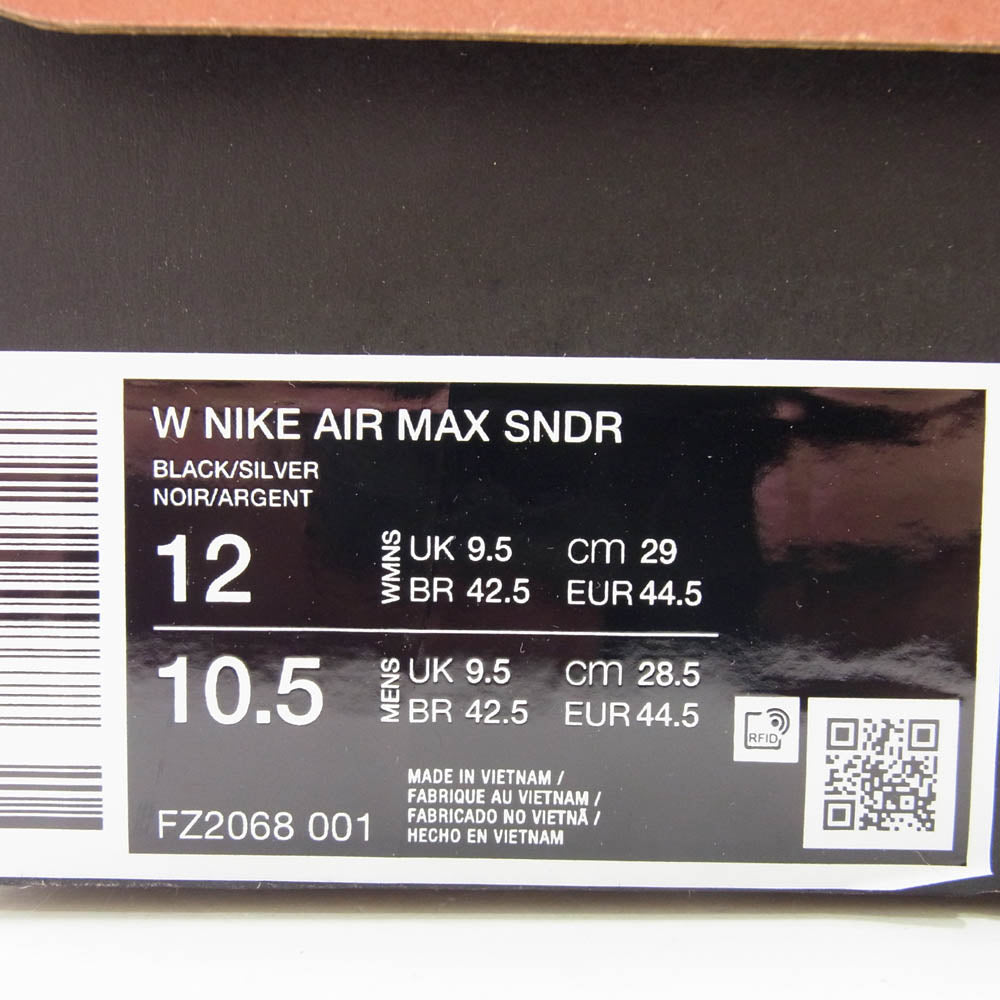 W NIKE AIR MAX SNDR
BLACK/SILVER
NOIR/ARGENT
12 WMNS UK 9.5 cm 29
BR 42.5 EUR 44.5
10.5 MENS UK 9.5 cm 28.5
BR 42.5 EUR 44.5
RFID
MADE IN VIETNAM /
FABRIQUE AU VIETNAM /
FABRICADO NO VIETNÃ /
HECHO EN VIETNAM
FZ2068 001